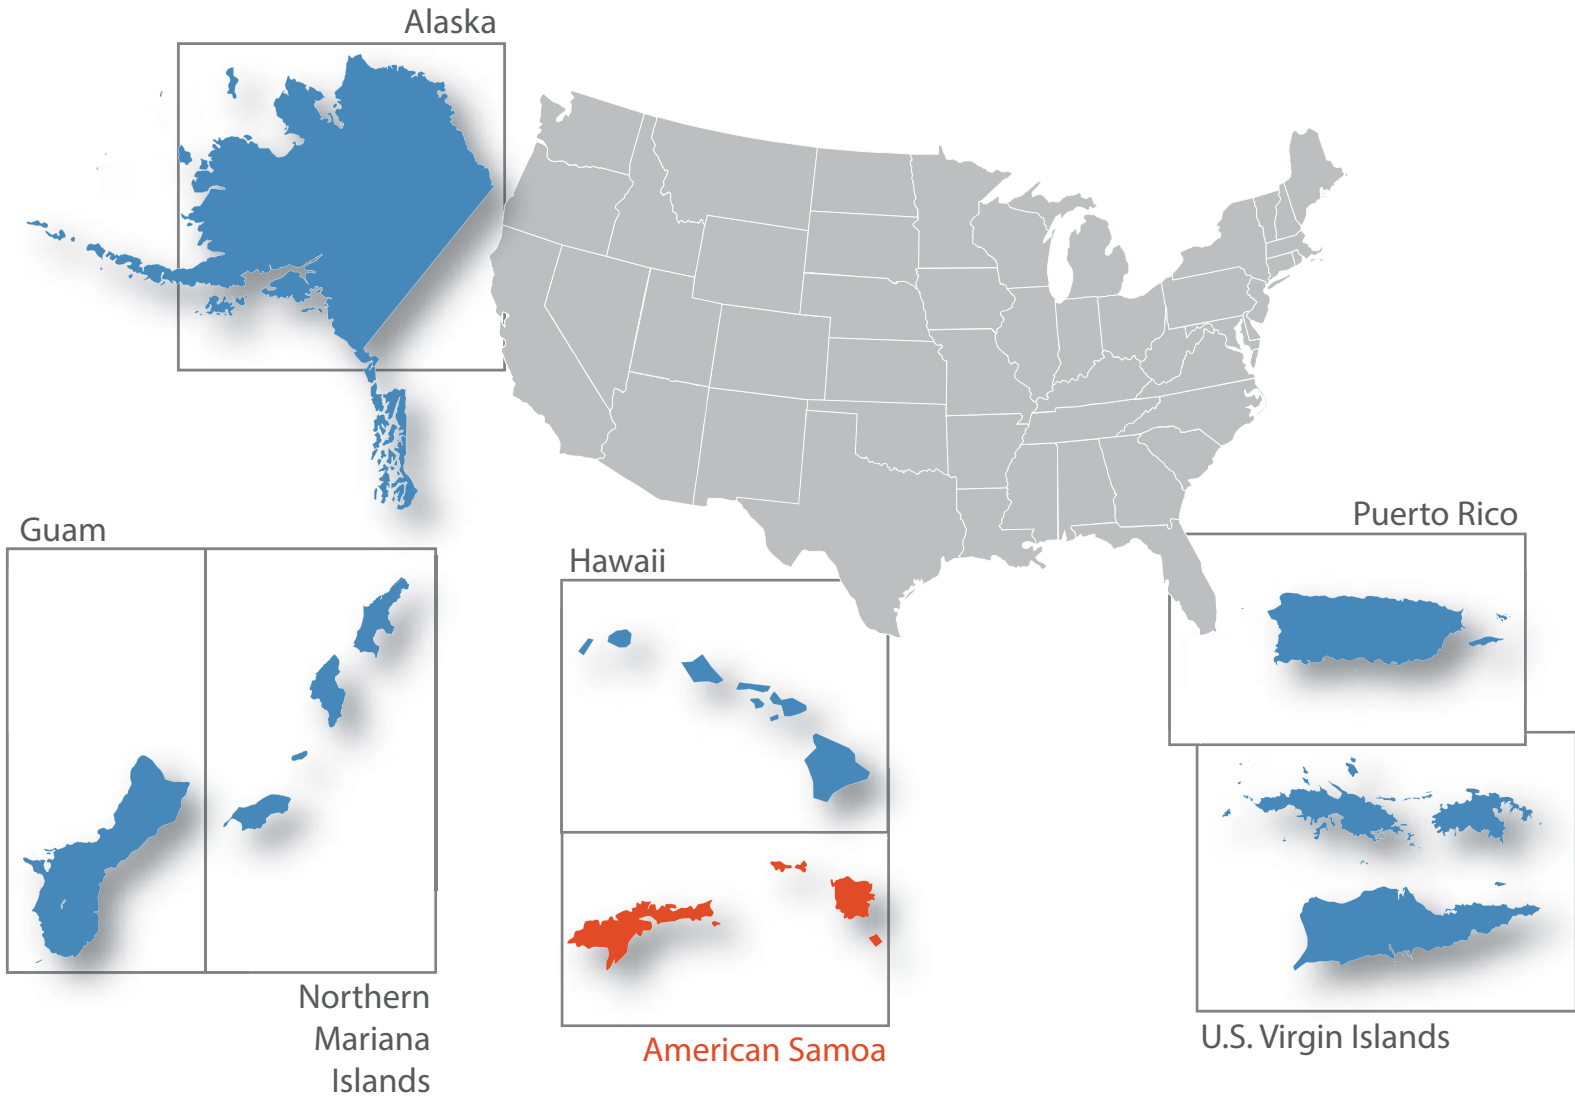 Alaska
Guam
Hawaii
Puerto Rico
Northern
Mariana
Islands
American Samoa
U.S. Virgin Islands